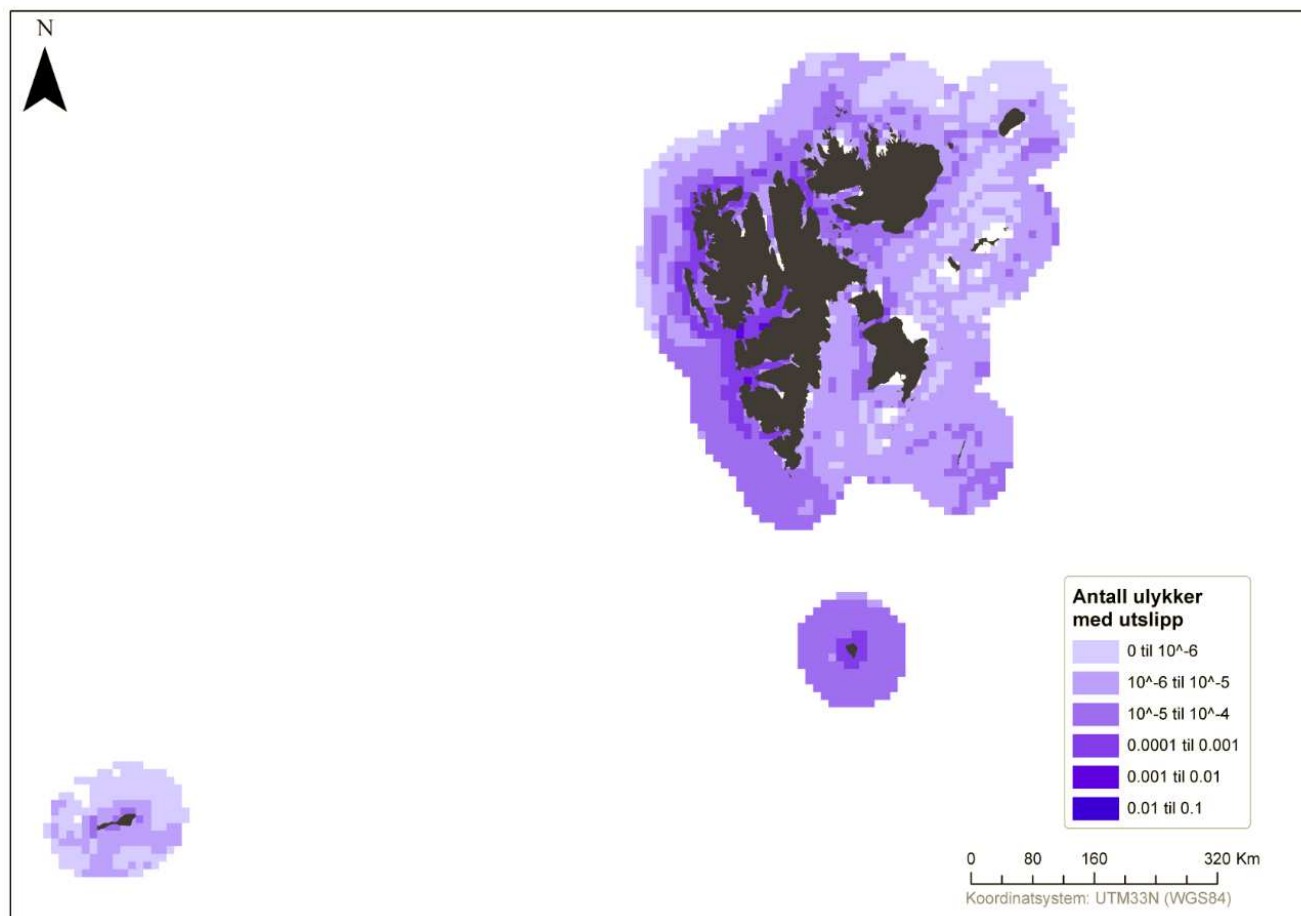 N
Antall ulykker
med utslipp
0 til 10^-6
10^-6 til 10^-5
10^-5 til 10^-4
0.0001 til 0.001
0.001 til 0.01
0.01 til 0.1
0 80 160 320 Km
Koordinatsystem: UTM33N (WGS84)